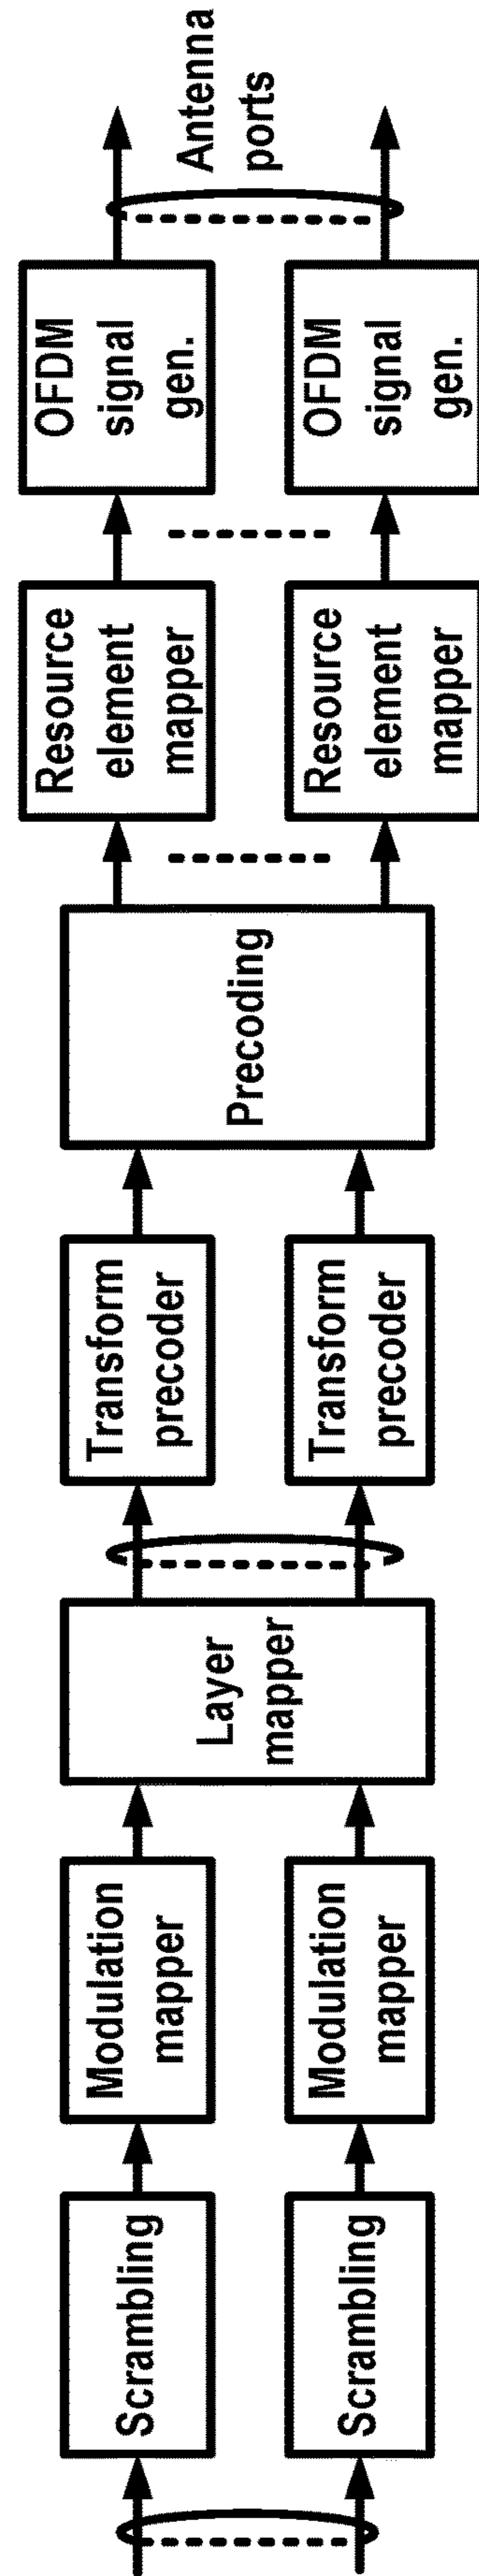 Scrambling
Scrambling
Modulation
mapper
Modulation
mapper
Layer
mapper
Transform
precoder
Transform
precoder
Precoding
Resource
element
mapper
Resource
element
mapper
OFDM
signal
gen.
OFDM
signal
gen.
Antenna
ports